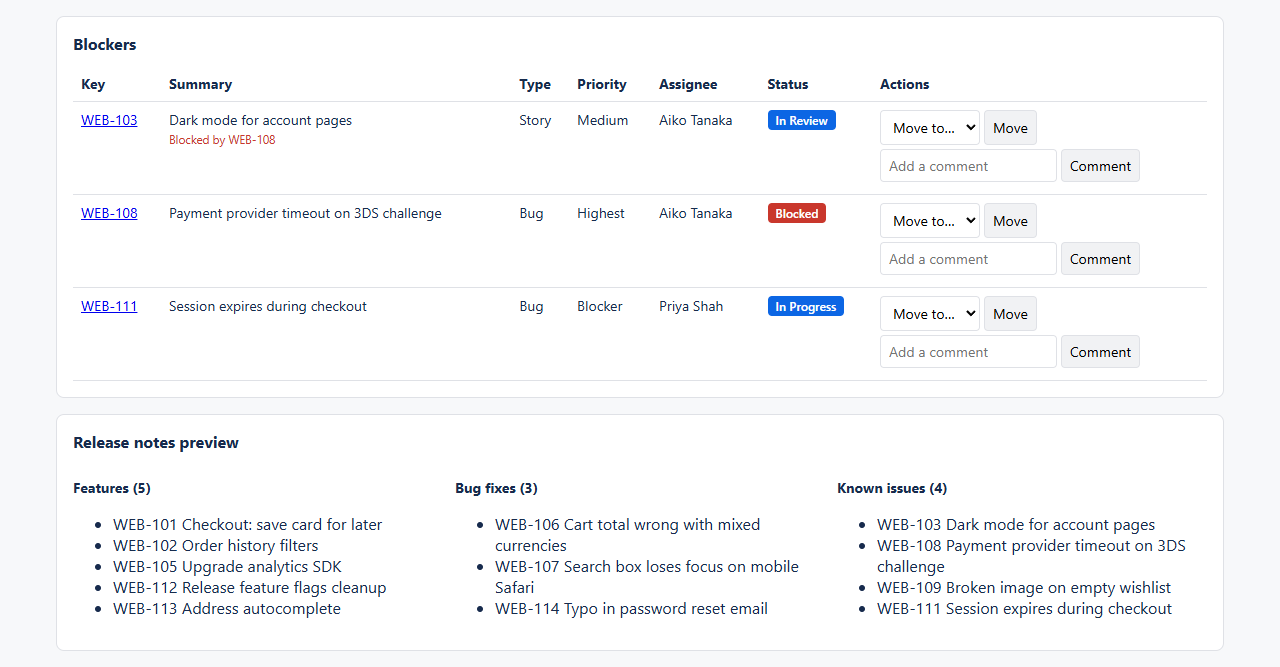 Blockers
Key Summary Type Priority Assignee Status Actions
WEB-103 Dark mode for account pages Story Medium Aiko Tanaka In Review Move to... Move
Blocked by WEB-108
Add a comment Comment
WEB-108 Payment provider timeout on 3DS challenge Bug Highest Aiko Tanaka Blocked Move to... Move
Add a comment Comment
WEB-111 Session expires during checkout Bug Blocker Priya Shah In Progress Move to... Move
Add a comment Comment
Release notes preview
Features (5)
WEB-101 Checkout: save card for later
WEB-102 Order history filters
WEB-105 Upgrade analytics SDK
WEB-112 Release feature flags cleanup
WEB-113 Address autocomplete
Bug fixes (3)
WEB-106 Cart total wrong with mixed
currencies
WEB-107 Search box loses focus on mobile
Safari
WEB-114 Typo in password reset email
Known issues (4)
WEB-103 Dark mode for account pages
WEB-108 Payment provider timeout on 3DS
challenge
WEB-109 Broken image on empty wishlist
WEB-111 Session expires during checkout